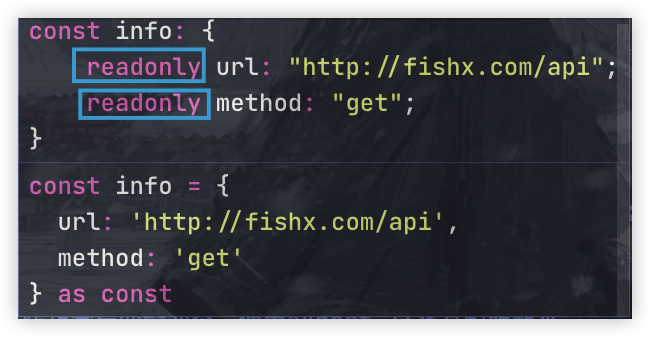 const info: {
readonly url: "http://fishx.com/api";
readonly method: "get";
}
const info = {
url: 'http://fishx.com/api',
method: 'get'
} as const